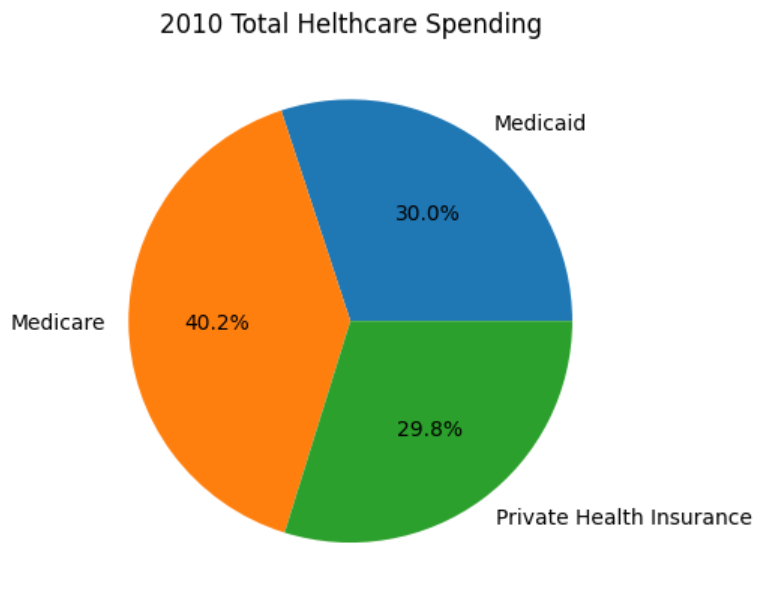 2010 Total Helthcare Spending
Medicaid
30.0%
Medicare
40.2%
29.8%
Private Health Insurance